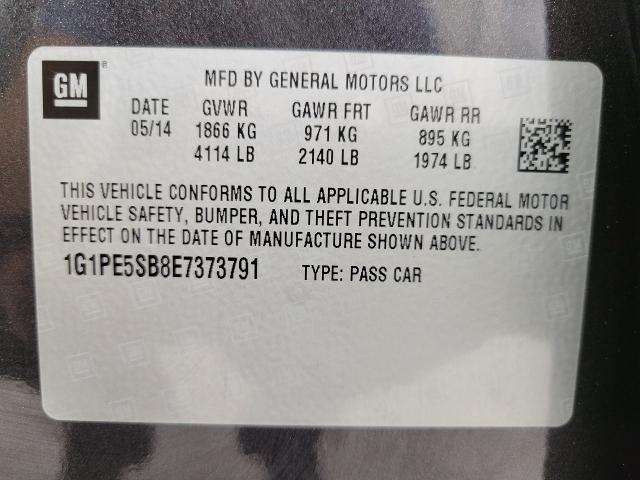 GM ®
MFD BY GENERAL MOTORS LLC
DATE GVWR GAWR FRT GAWR RR
05/14 1866 KG 971 KG 895 KG
4114 LB 2140 LB 1974 LB
THIS VEHICLE CONFORMS TO ALL APPLICABLE U.S. FEDERAL MOTOR
VEHICLE SAFETY, BUMPER, AND THEFT PREVENTION STANDARDS IN
EFFECT ON THE DATE OF MANUFACTURE SHOWN ABOVE.
1G1PE5SB8E7373791 TYPE: PASS CAR